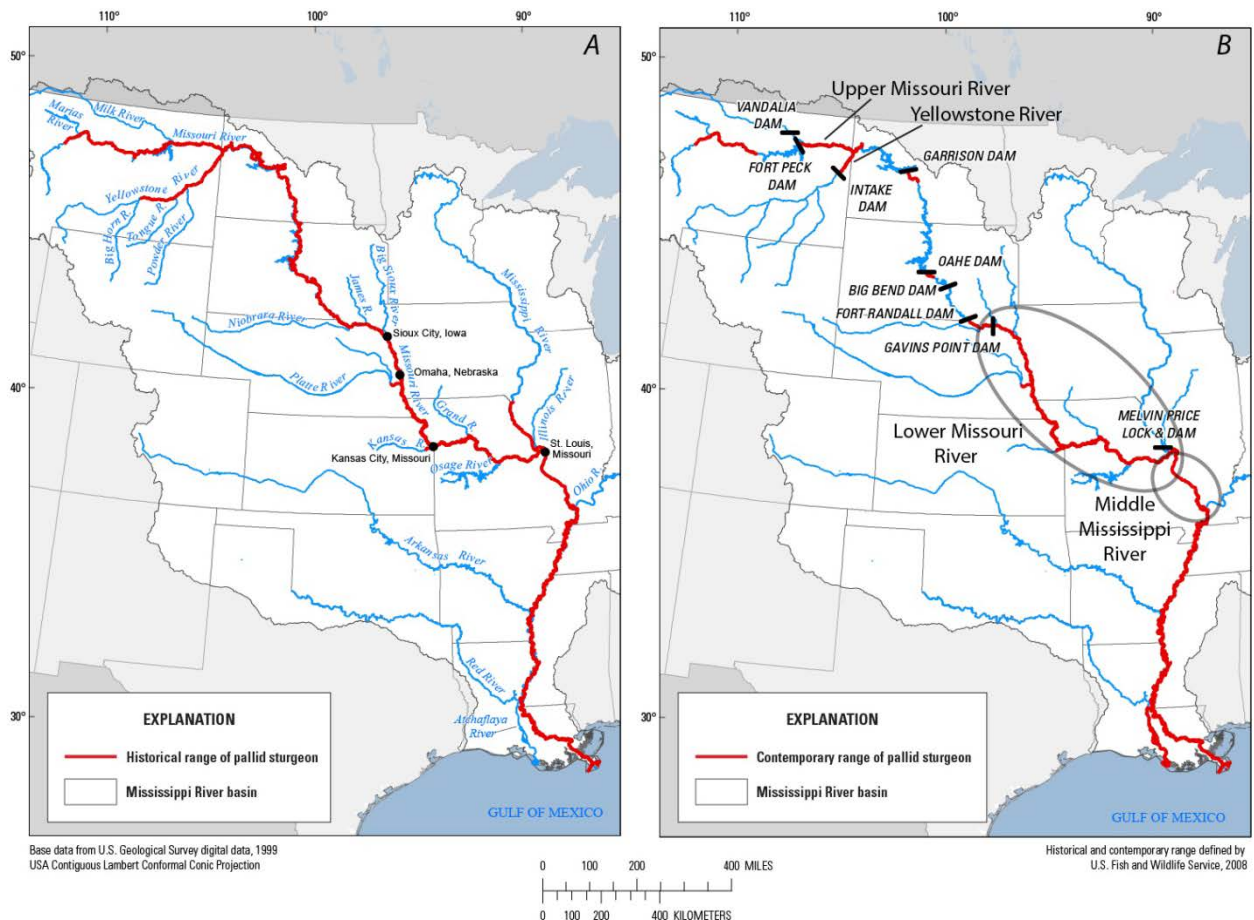 110°
100°
90°
A
50°
40°
30°
Marias
River
Milk River
Missouri River
Yellowstone River
Big Horn R.
Tongue R.
Powder River
Big Sioux River
James R.
Mississippi
River
Niobrara River
Sioux City, Iowa
Missouri River
Omaha, Nebraska
Platte River
Grand R.
Illinois River
Kansas R.
Kansas City, Missouri
St. Louis,
Missouri
Osage River
Ohio R.
Arkansas River
Red River
Atchaflaya
River
EXPLANATION
Historical range of pallid sturgeon
Mississippi River basin
GULF OF MEXICO
Base data from U.S. Geological Survey digital data, 1999
USA Contiguous Lambert Conformal Conic Projection
110°
100°
90°
B
50°
40°
30°
Upper Missouri River
Yellowstone River
VANDALIA
DAM
FORT PECK
DAM
INTAKE
DAM
GARRISON DAM
OAHE DAM
BIG BEND DAM
FORT RANDALL DAM
GAVINS POINT DAM
MELVIN PRICE
LOCK & DAM
Lower Missouri
River
Middle
Mississippi
River
EXPLANATION
Contemporary range of pallid sturgeon
Mississippi River basin
GULF OF MEXICO
Historical and contemporary range defined by
U.S. Fish and Wildlife Service, 2008
0 100 200 400 MILES
0 100 200 400 KILOMETERS